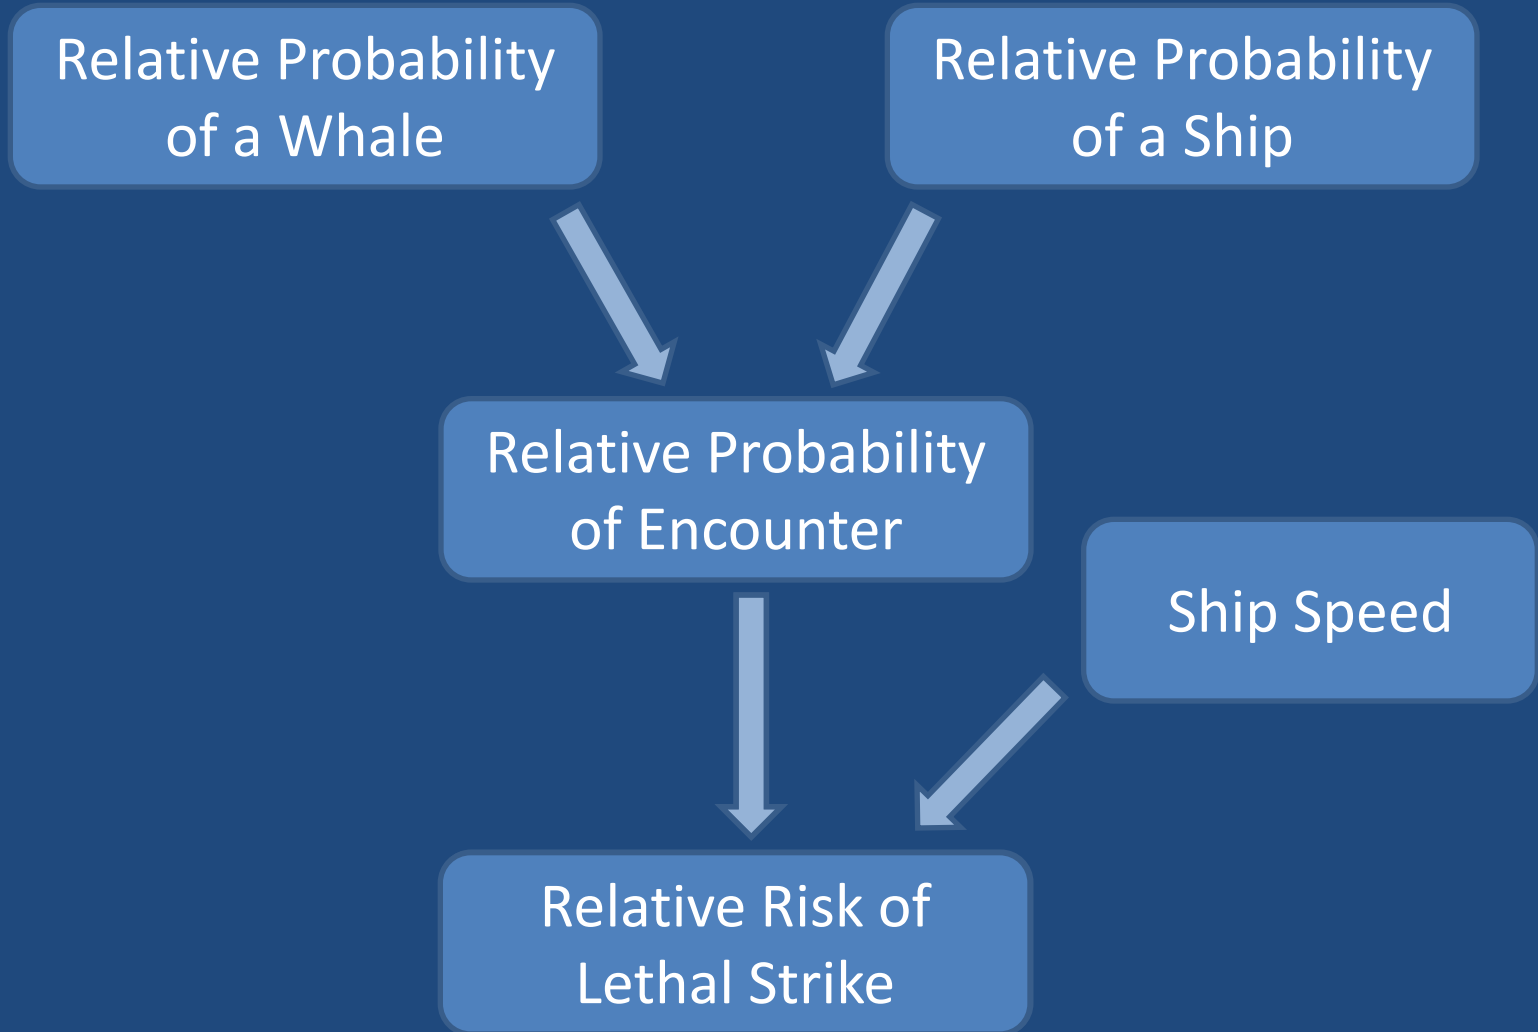 Relative Probability
of a Whale
Relative Probability
of a Ship
Relative Probability
of Encounter
Ship Speed
Relative Risk of
Lethal Strike